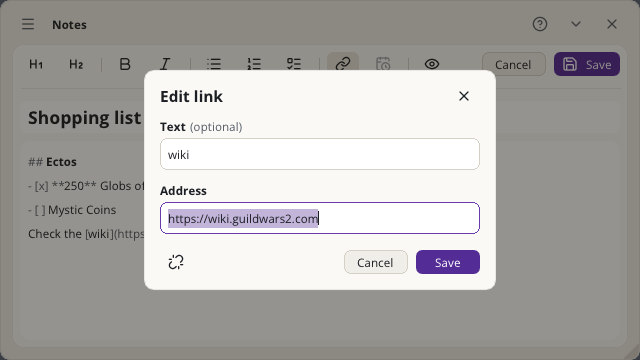 Notes
H1 H2 B I Cancel Save
Edit link
Text (optional)
wiki
Address
https://wiki.guildwars2.com
Cancel Save
Shopping list
## Ectos
- [x] **250** Globs of
- [ ] Mystic Coins
Check the [wiki](https